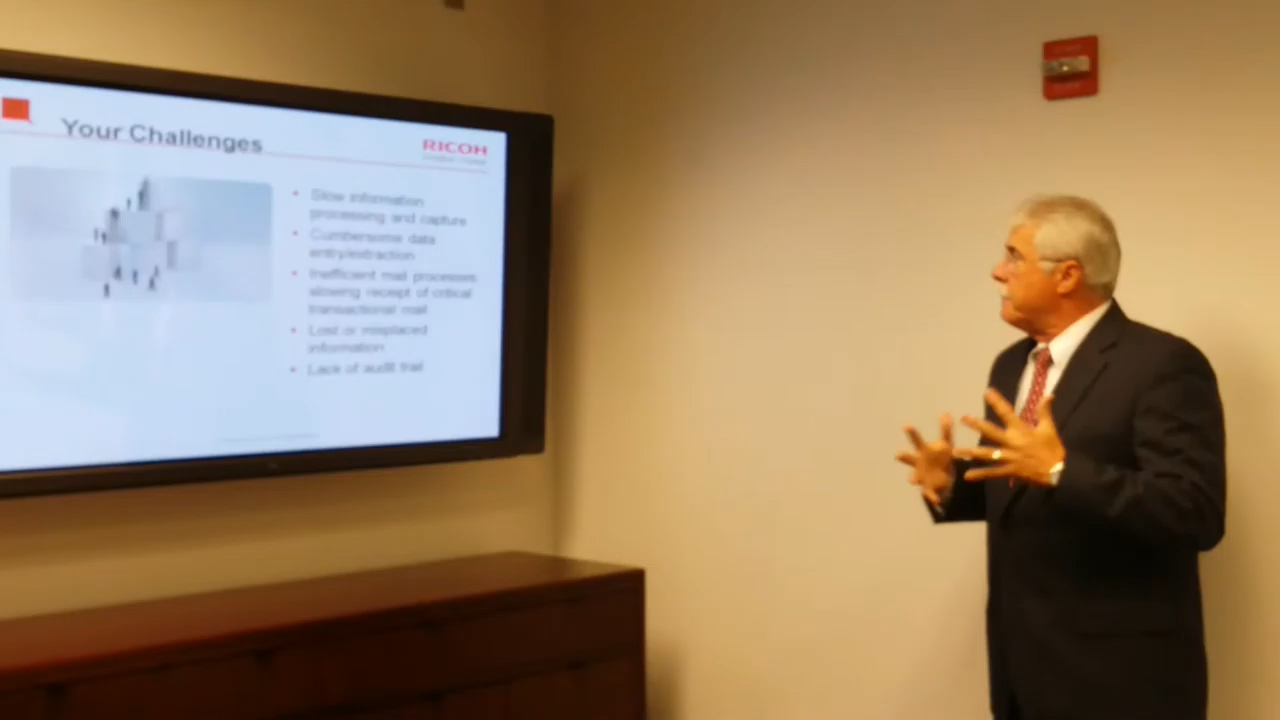 Your Challenges
RICOH
• Slow information
processing and capture
• Cumbersome data
entry/extraction
• Inefficient mail processes
slowing receipt of critical
transactional mail
• Lost or misplaced
information
• Lack of audit trail